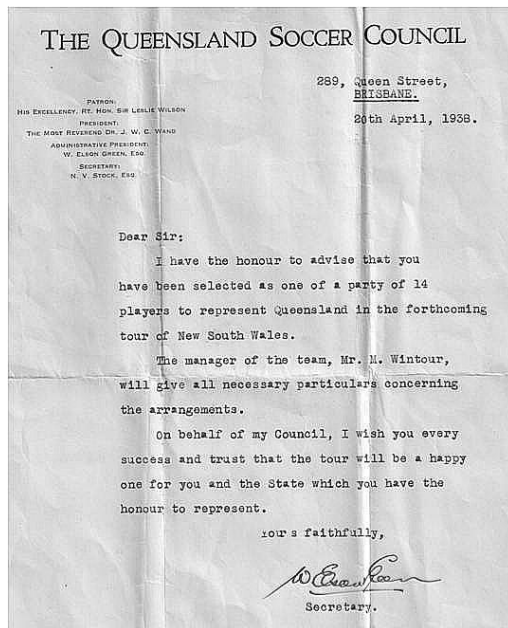 THE QUEENSLAND SOCCER COUNCIL
289, Queen Street,
BRISBANE.
20th April, 1938.
PATRON:
HIS EXCELLENCY, RT. HON. SIR LESLIE WILSON
PRESIDENT:
THE MOST REVEREND DR. J. W. C. WAND
ADMINISTRATIVE PRESIDENT:
W. ELSON GREEN, ESQ.
SECRETARY:
N. V. STOCK, ESQ.
Dear Sir:
I have the honour to advise that you
have been selected as one of a party of 14
players to represent Queensland in the forthcoming
tour of New South Wales.
The manager of the team, Mr. M. Wintour,
will give all necessary particulars concerning
the arrangements.
On behalf of my Council, I wish you every
success and trust that the tour will be a happy
one for you and the State which you have the
honour to represent.
Yours faithfully,
W Elson Green
Secretary.